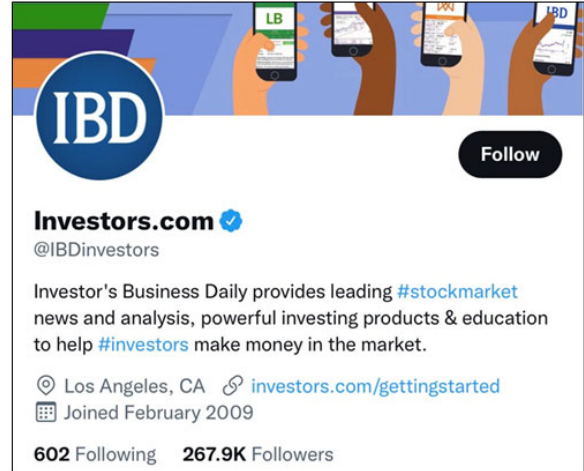 LB
IBD
IBD
Follow
Investors.com
@IBDinvestors
Investor's Business Daily provides leading #stockmarket
news and analysis, powerful investing products & education
to help #investors make money in the market.
Los Angeles, CA investors.com/gettingstarted
Joined February 2009
602 Following 267.9K Followers